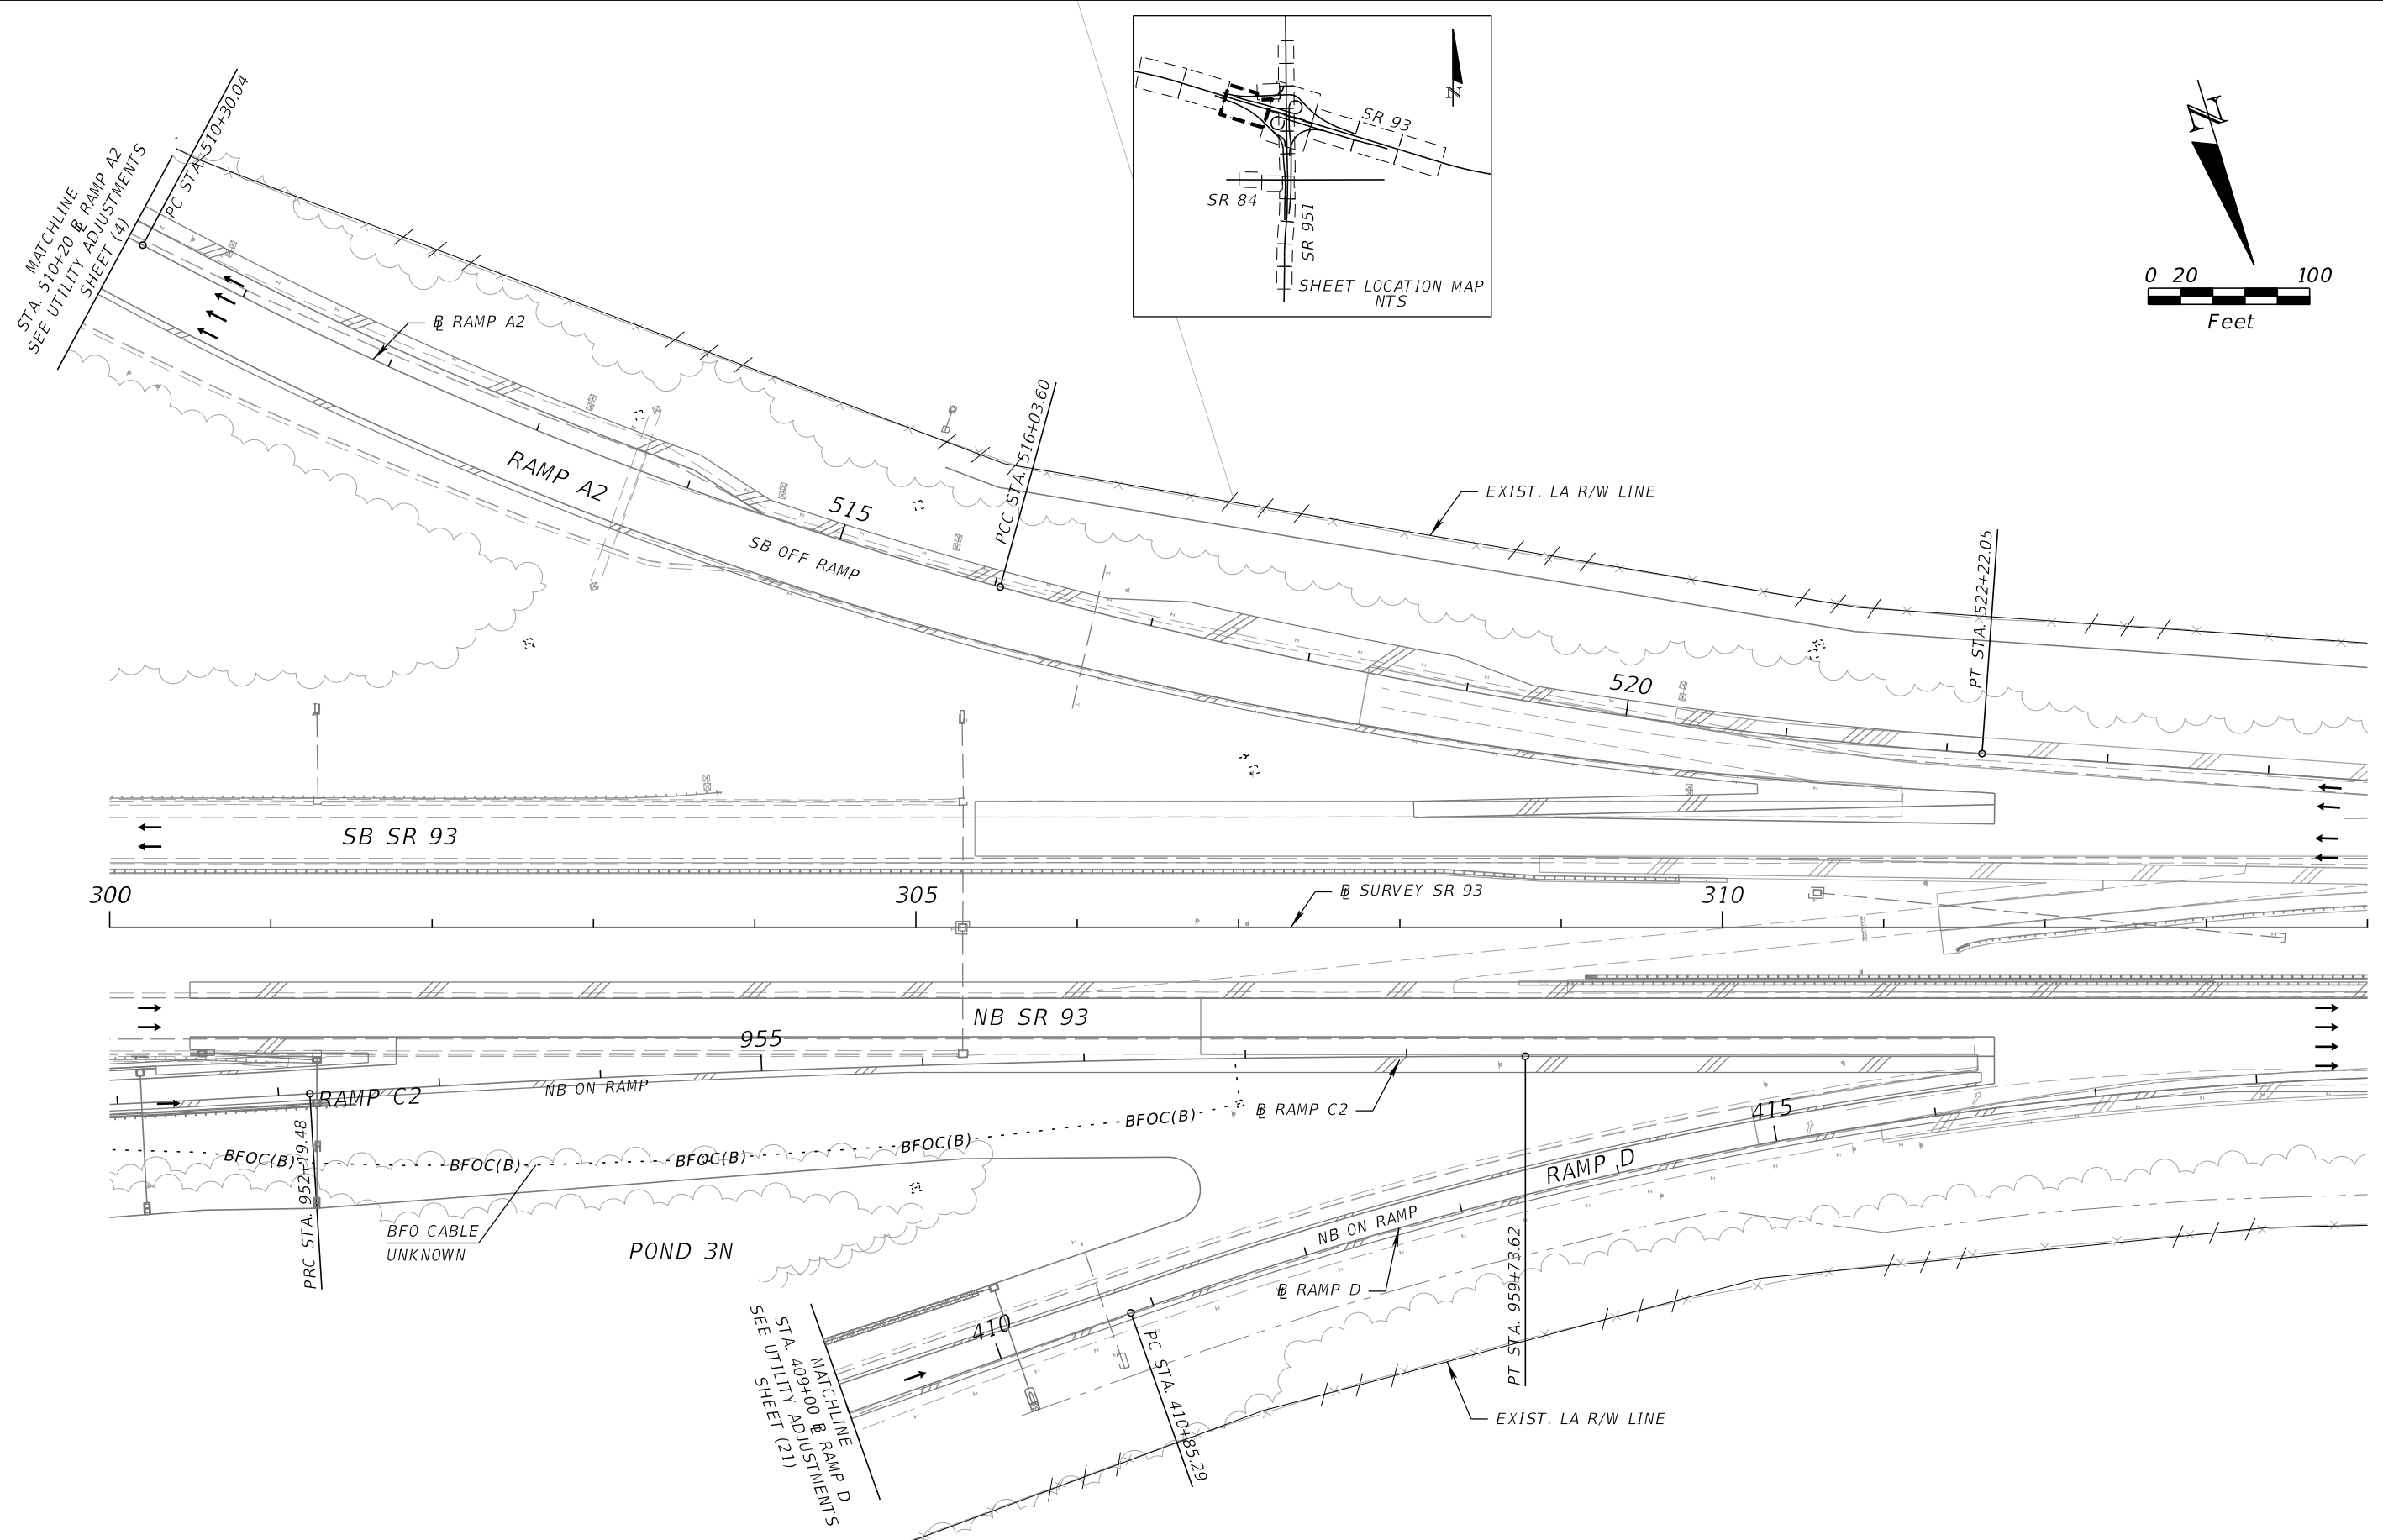 SR 93
SR 84
SR 951
N
SHEET LOCATION MAP
NTS
N
0 20 100
Feet
MATCHLINE
STA. 510+20 BL RAMP A2
SEE UTILITY ADJUSTMENTS
SHEET (4)
PC STA. 510+30.04
BL RAMP A2
RAMP A2
515
SB OFF RAMP
PCC STA. 516+03.60
EXIST. LA R/W LINE
520
PT STA. 522+22.05
SB SR 93
300
305
BL SURVEY SR 93
310
NB SR 93
955
RAMP C2
NB ON RAMP
BL RAMP C2
415
BFOC(B)
BFOC(B)
BFOC(B)
BFOC(B)
BFOC(B)
PRC STA. 952+19.48
BFO CABLE
UNKNOWN
POND 3N
RAMP D
NB ON RAMP
BL RAMP D
PT STA. 959+73.62
410
PC STA. 410+85.29
MATCHLINE
STA. 409+00 BL RAMP D
SEE UTILITY ADJUSTMENTS
SHEET (21)
EXIST. LA R/W LINE